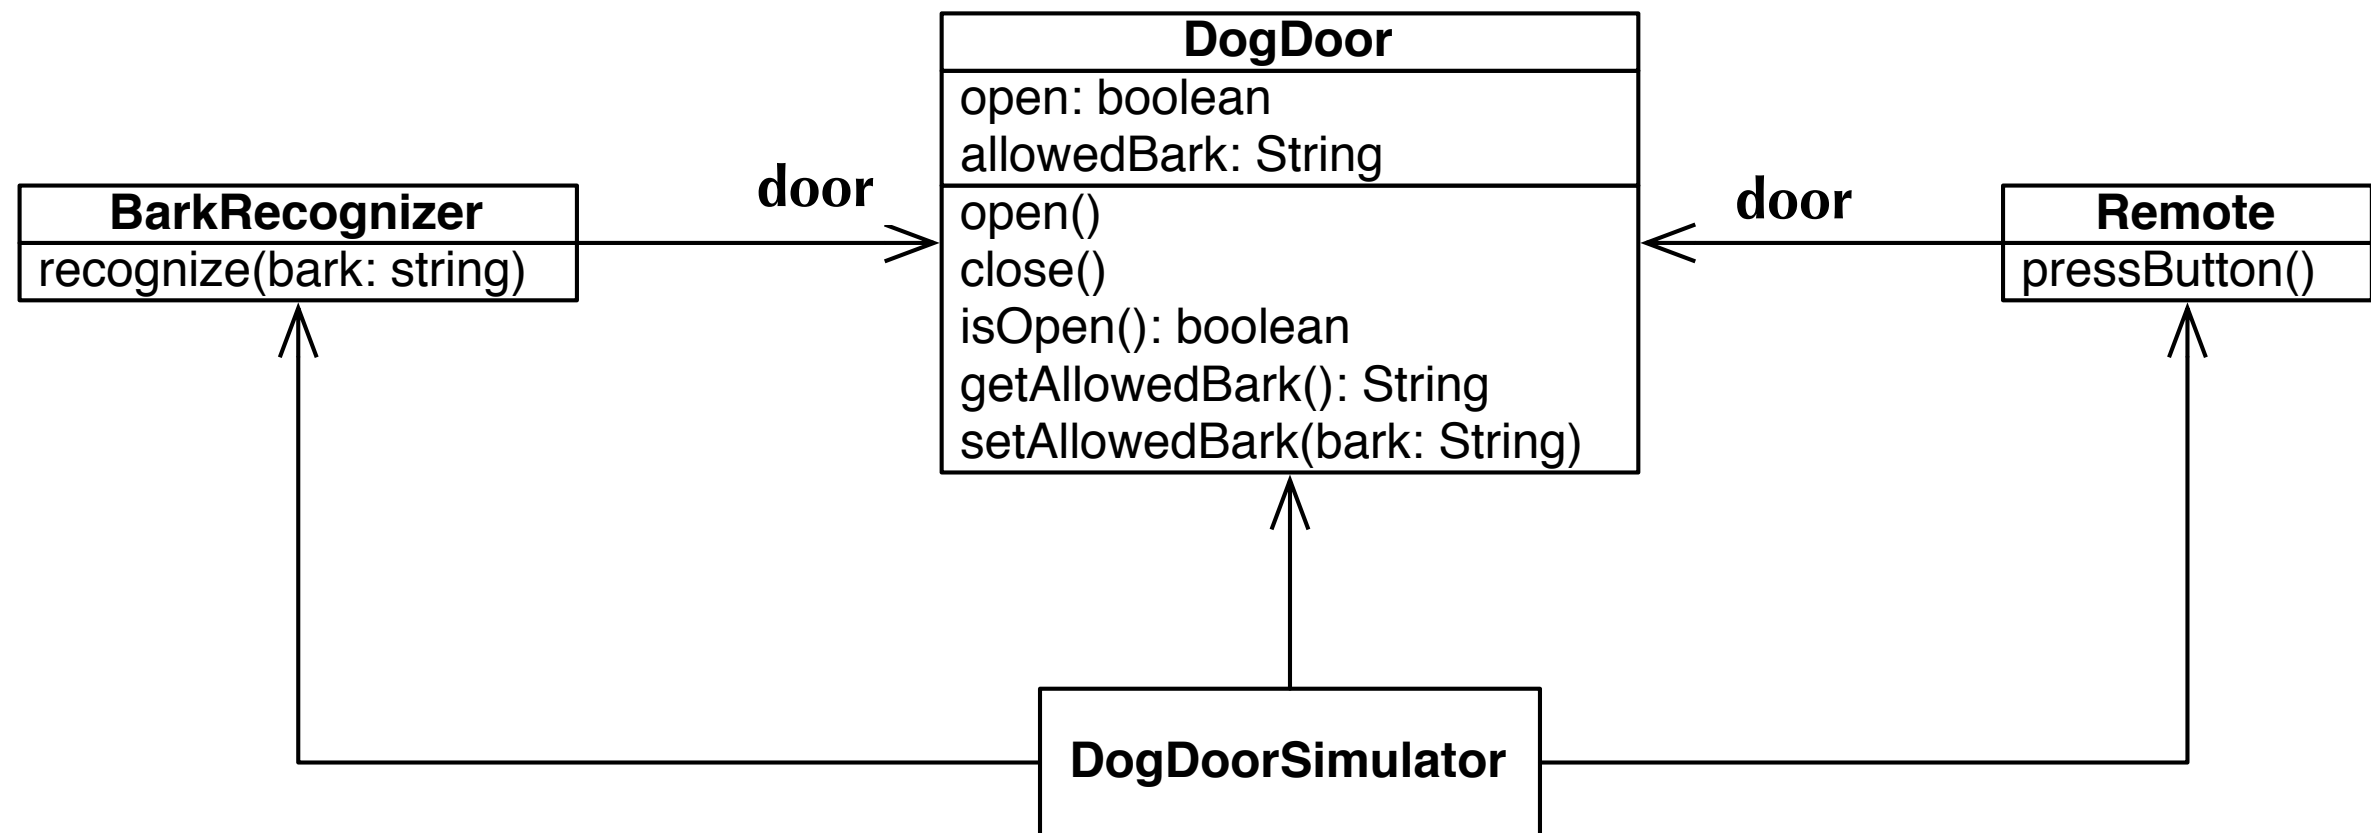 DogDoor
open: boolean
allowedBark: String
open()
close()
isOpen(): boolean
getAllowedBark(): String
setAllowedBark(bark: String)
door
BarkRecognizer
recognize(bark: string)
door
Remote
pressButton()
DogDoorSimulator